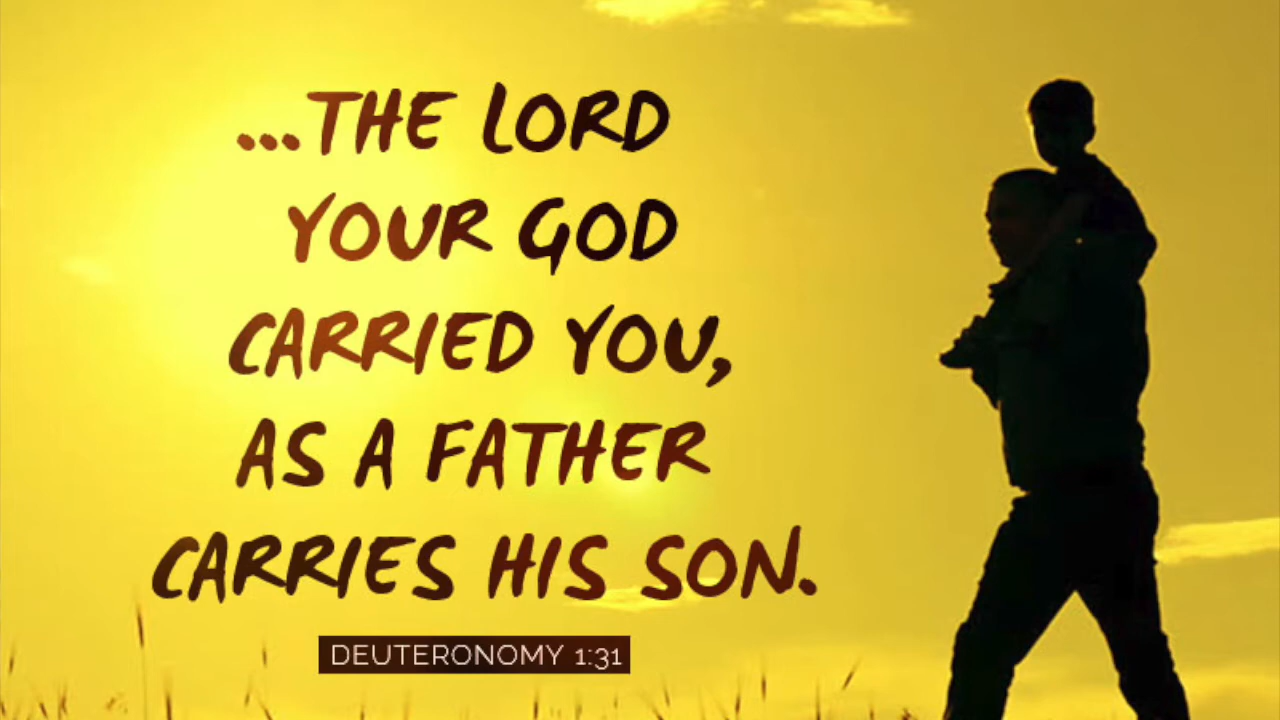 ...THE LORD
YOUR GOD
CARRIED YOU,
AS A FATHER
CARRIES HIS SON.
DEUTERONOMY 1:31